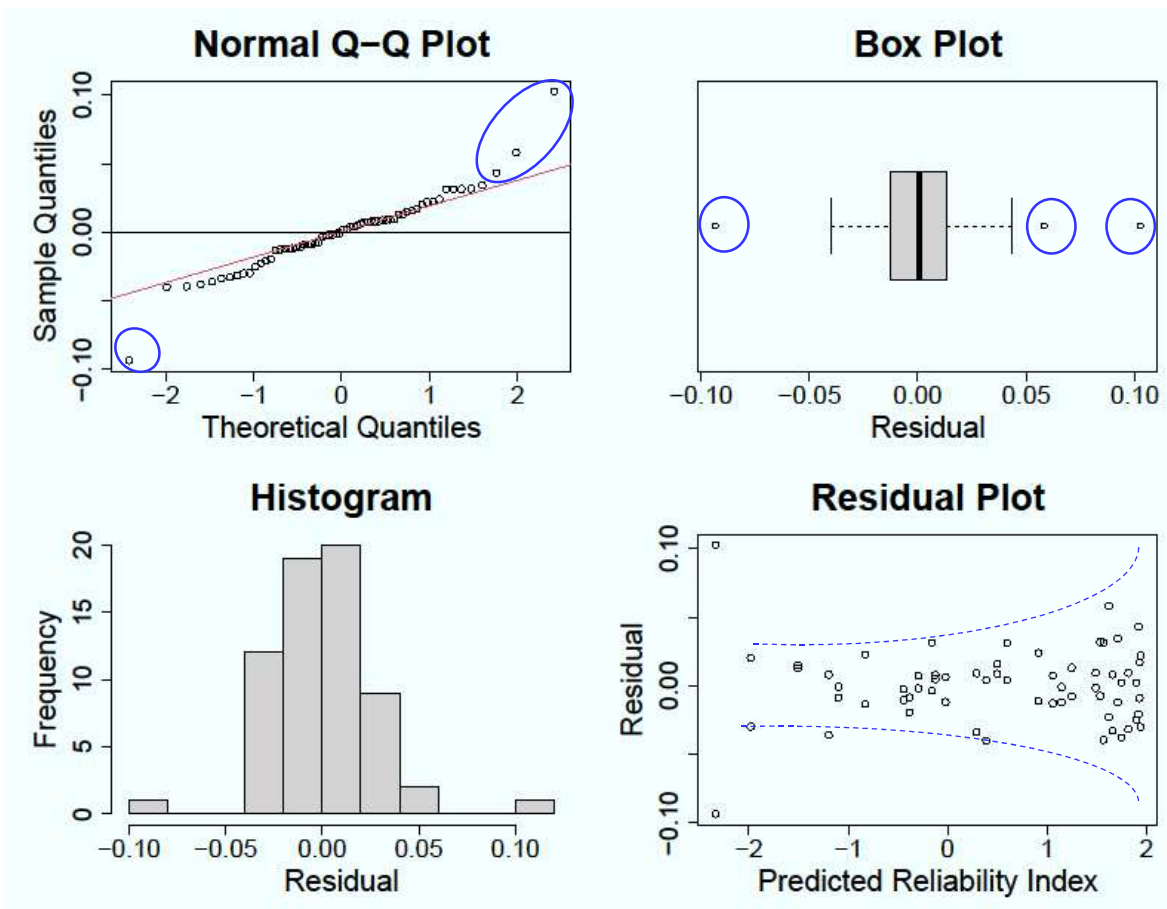 Normal Q−Q Plot
Sample Quantiles
0.10
0.00
−0.10
−2 −1 0 1 2
Theoretical Quantiles
Box Plot
−0.10 −0.05 0.00 0.05 0.10
Residual
Histogram
Frequency
20
15
10
5
0
−0.10 −0.05 0.00 0.05 0.10
Residual
Residual Plot
Residual
0.10
0.00
−0.10
−2 −1 0 1 2
Predicted Reliability Index